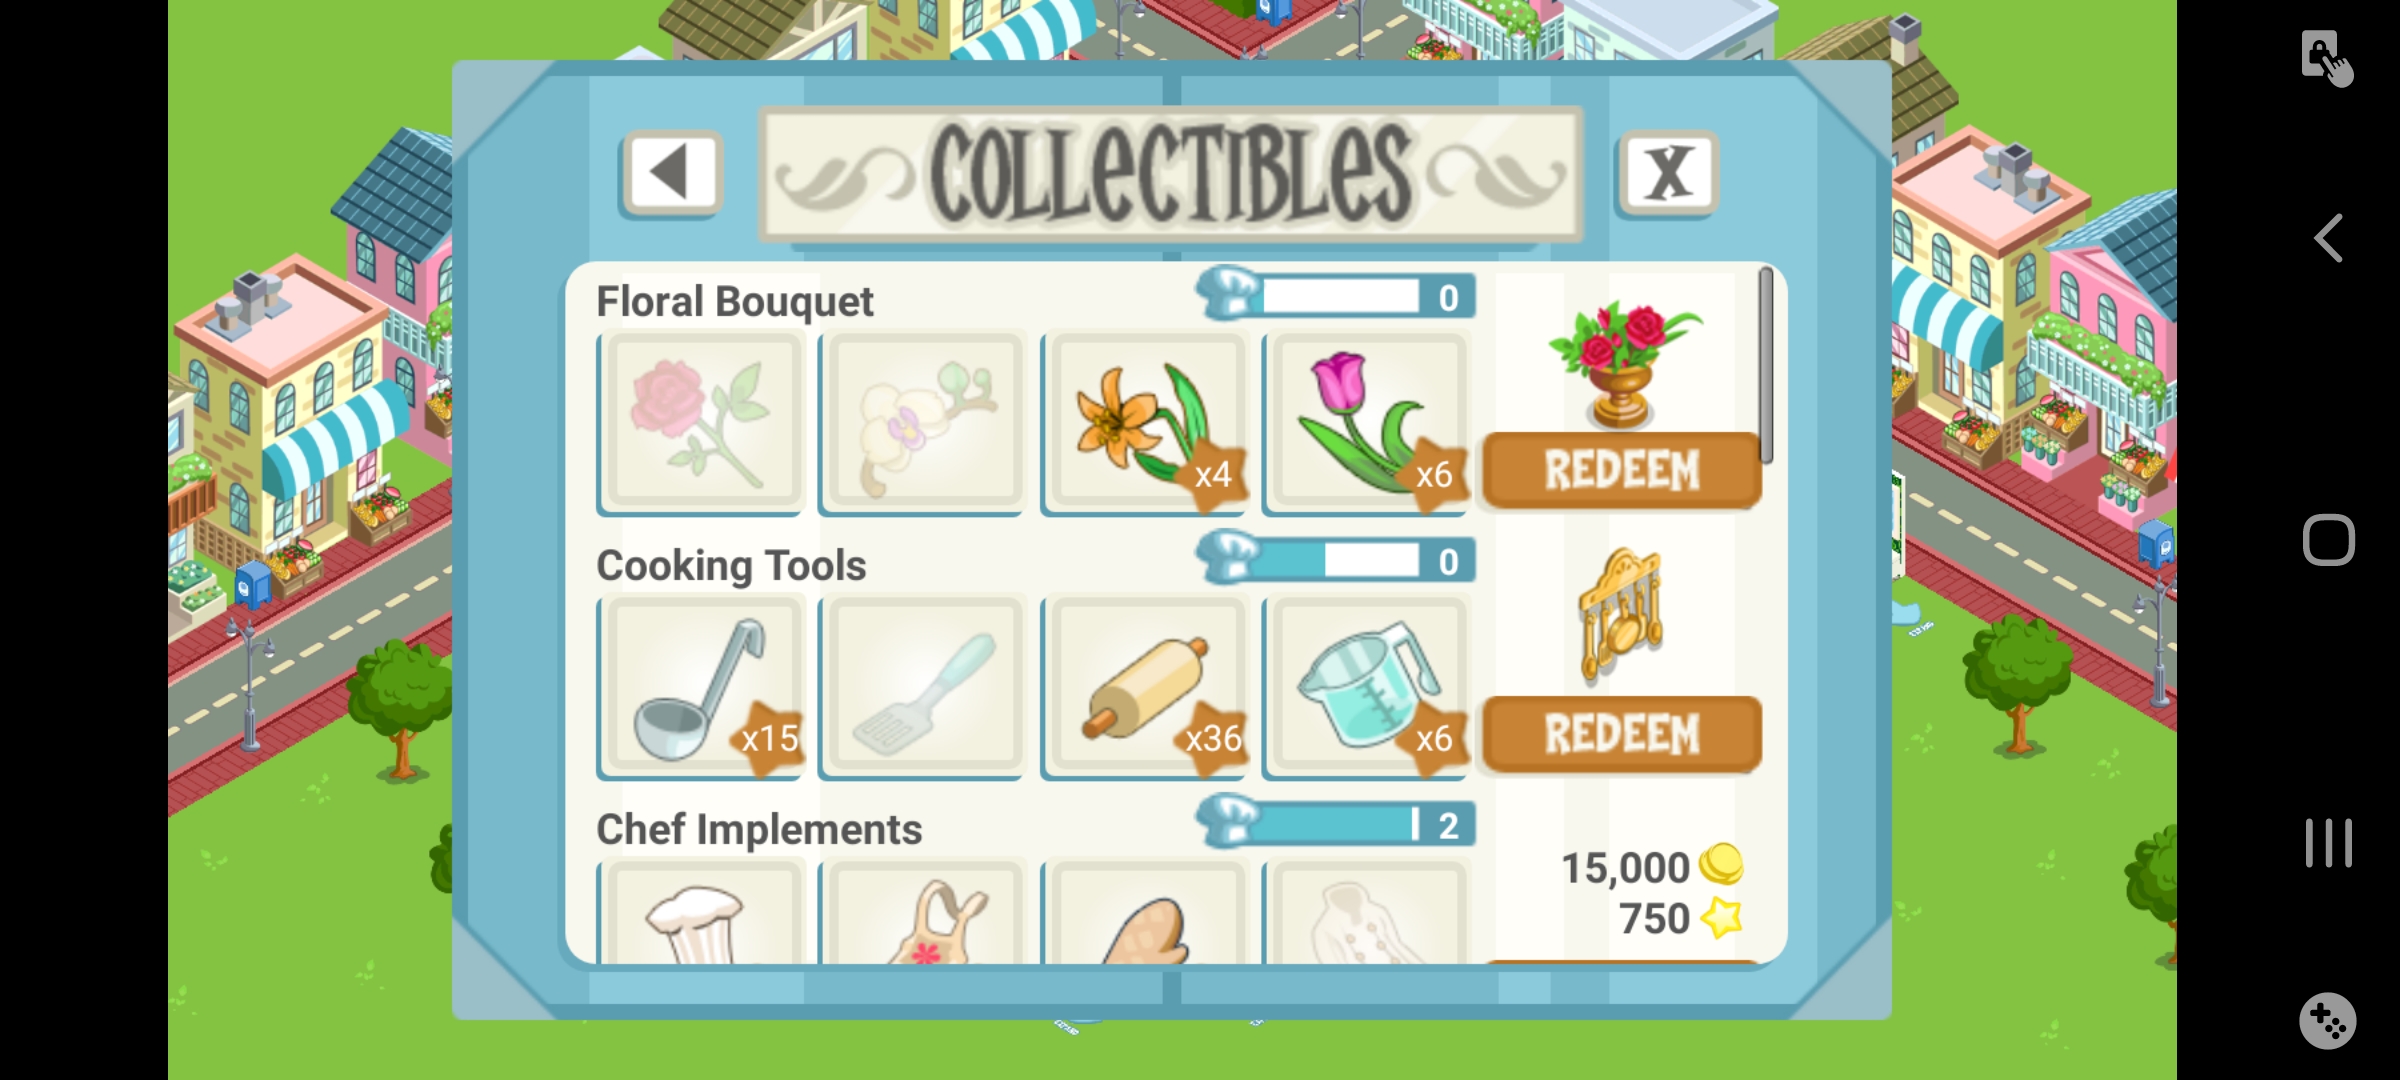 COLLECTIBLES
X
Floral Bouquet
0
x4
x6
REDEEM
Cooking Tools
0
x15
x36
x6
REDEEM
Chef Implements
2
15,000
750